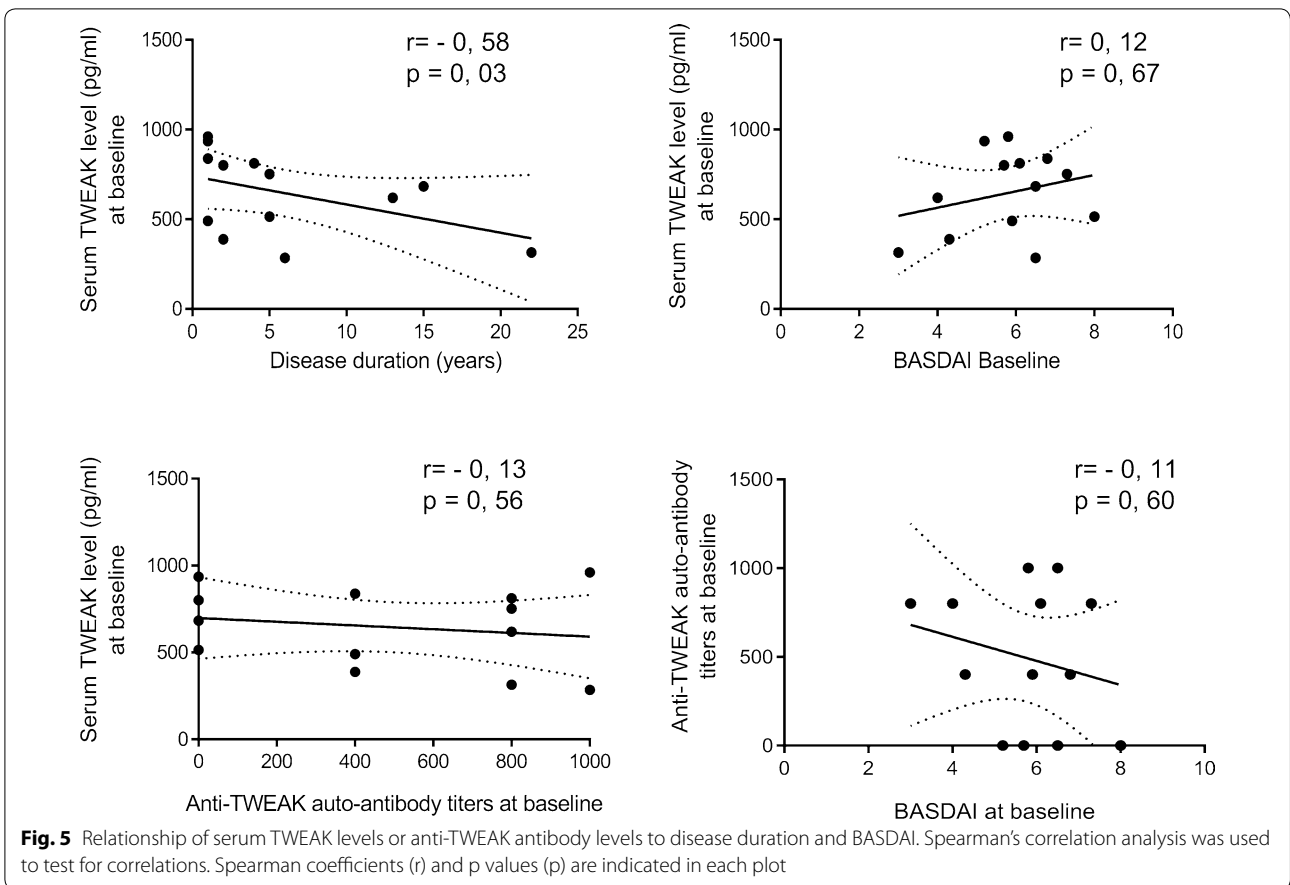 Serum TWEAK level (pg/ml)
at baseline
1500
1000
500
0
r= - 0, 58
p = 0, 03
0 5 10 15 20 25
Disease duration (years)
Serum TWEAK level (pg/ml)
at baseline
1500
1000
500
0
r= 0, 12
p = 0, 67
0 2 4 6 8 10
BASDAI Baseline
Serum TWEAK level (pg/ml)
at baseline
1500
1000
500
0
r= - 0, 13
p = 0, 56
0 200 400 600 800 1000
Anti-TWEAK auto-antibody titers at baseline
Anti-TWEAK auto-antibody
titers at baseline
1500
1000
500
0
r= - 0, 11
p = 0, 60
0 2 4 6 8 10
BASDAI at baseline
Fig. 5 Relationship of serum TWEAK levels or anti-TWEAK antibody levels to disease duration and BASDAI. Spearman's correlation analysis was used
to test for correlations. Spearman coefficients (r) and p values (p) are indicated in each plot